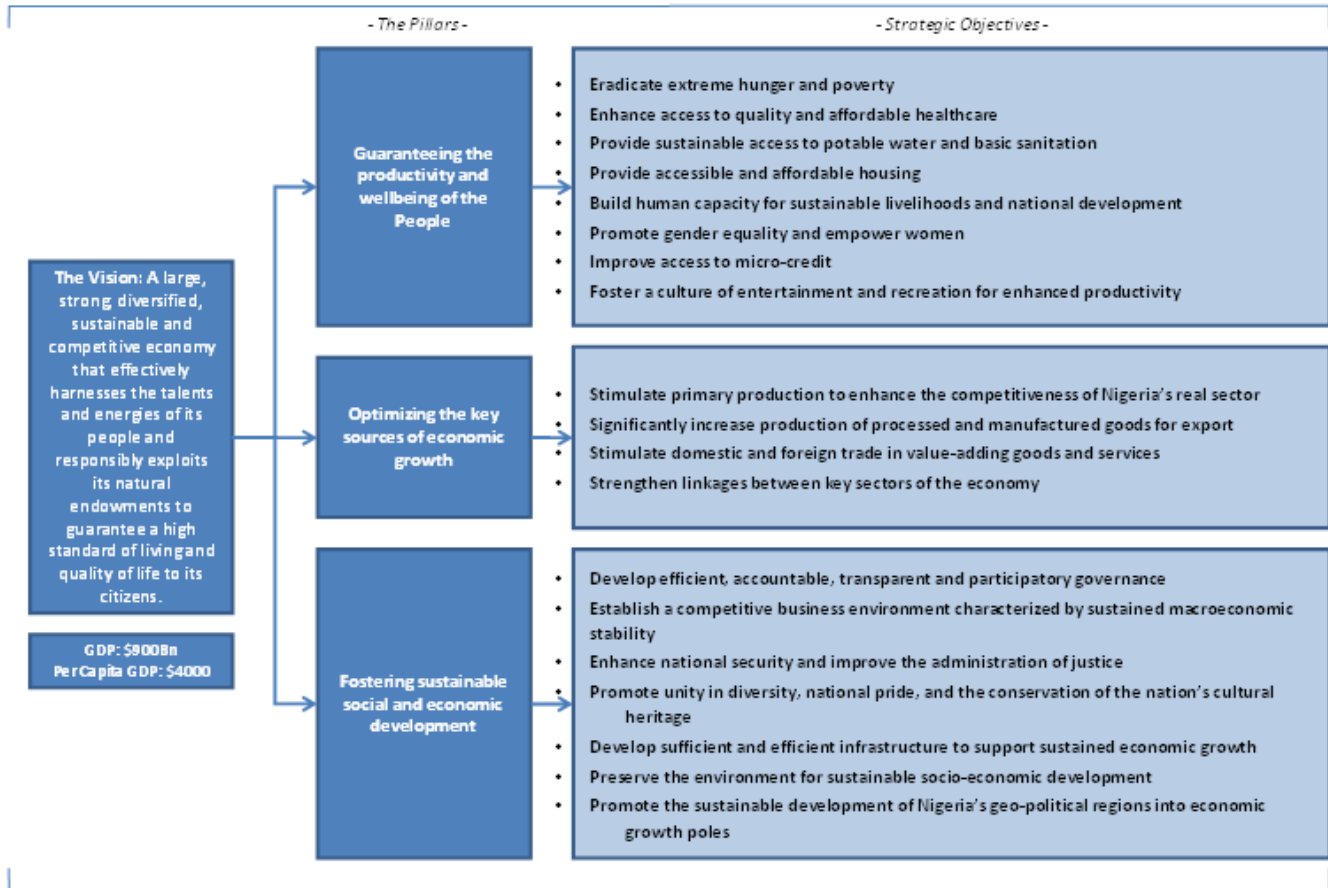 - The Pillars -
- Strategic Objectives -
The Vision: A large,
strong, diversified,
sustainable and
competitive economy
that effectively
harnesses the talents
and energies of its
people and
responsibly exploits
its natural
endowments to
guarantee a high
standard of living and
quality of life to its
citizens.
GDP: $900Bn
Per Capita GDP: $4000
Guaranteeing the
productivity and
wellbeing of the
People
• Eradicate extreme hunger and poverty
• Enhance access to quality and affordable healthcare
• Provide sustainable access to potable water and basic sanitation
• Provide accessible and affordable housing
• Build human capacity for sustainable livelihoods and national development
• Promote gender equality and empower women
• Improve access to micro-credit
• Foster a culture of entertainment and recreation for enhanced productivity
Optimizing the key
sources of economic
growth
• Stimulate primary production to enhance the competitiveness of Nigeria's real sector
• Significantly increase production of processed and manufactured goods for export
• Stimulate domestic and foreign trade in value-adding goods and services
• Strengthen linkages between key sectors of the economy
Fostering sustainable
social and economic
development
• Develop efficient, accountable, transparent and participatory governance
• Establish a competitive business environment characterized by sustained macroeconomic
stability
• Enhance national security and improve the administration of justice
• Promote unity in diversity, national pride, and the conservation of the nation's cultural
heritage
• Develop sufficient and efficient infrastructure to support sustained economic growth
• Preserve the environment for sustainable socio-economic development
• Promote the sustainable development of Nigeria's geo-political regions into economic
growth poles